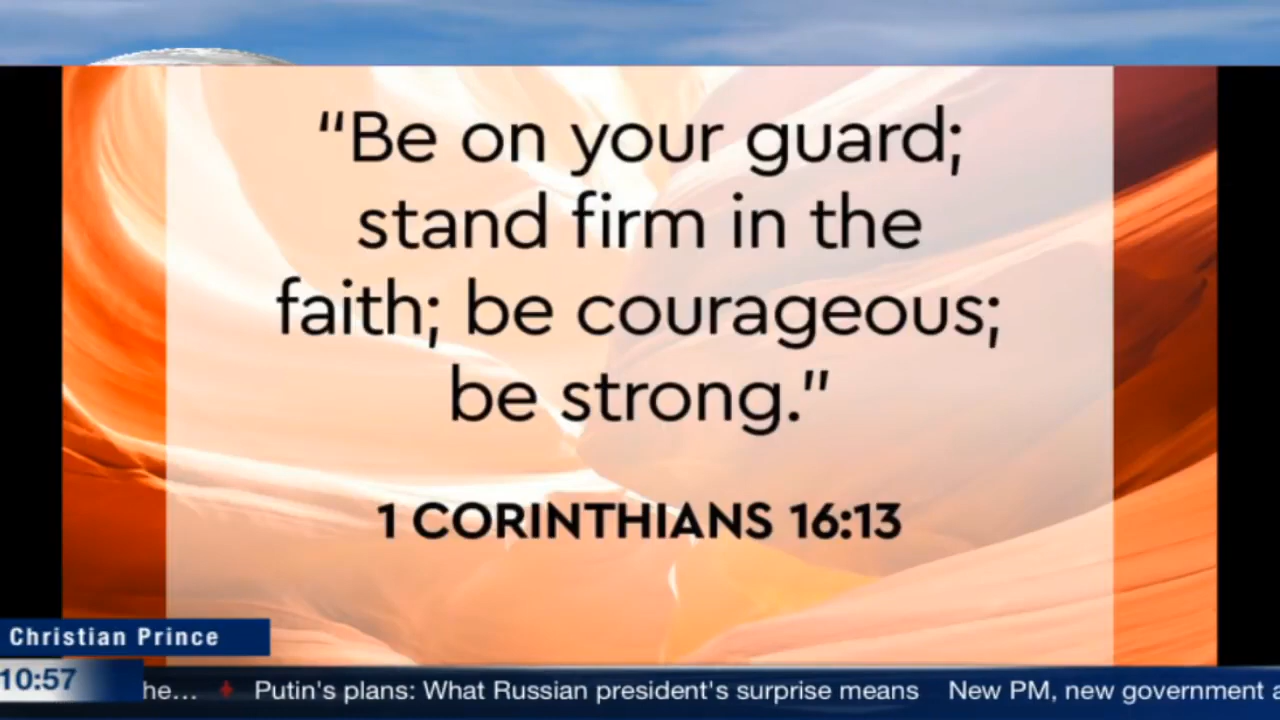 “Be on your guard;
stand firm in the
faith; be courageous;
be strong.”
1 CORINTHIANS 16:13
Christian Prince
10:57
he... Putin's plans: What Russian president's surprise means New PM, new government a